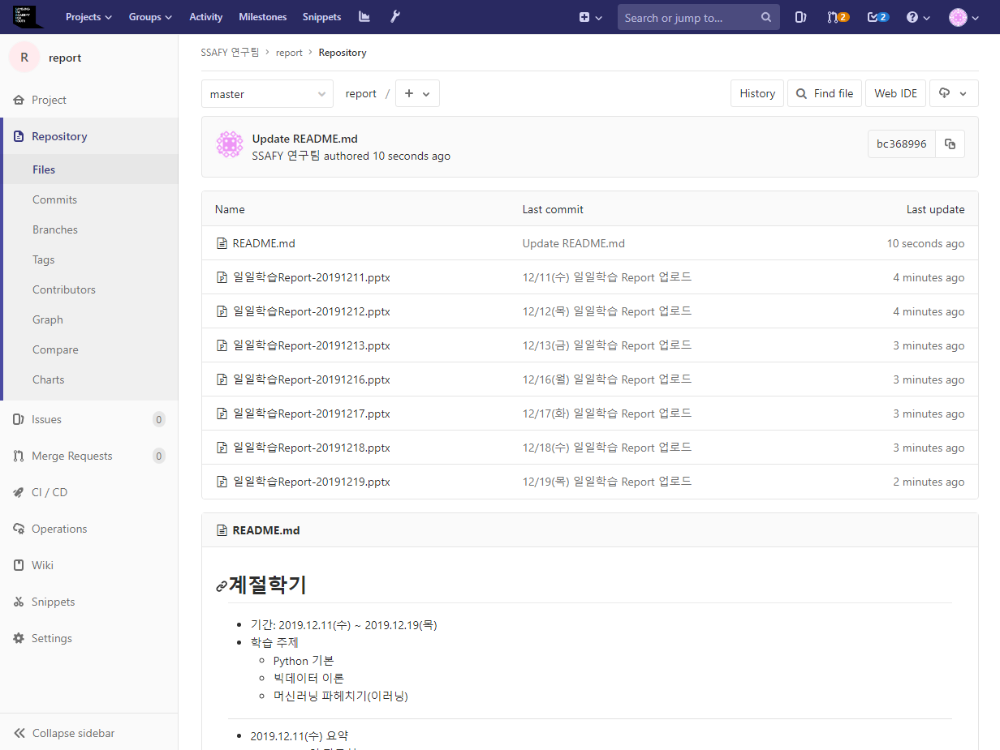 SAMSUNG
SW
ACADEMY
FOR
YOUTH
Projects Groups Activity Milestones Snippets Search or jump to... 2 2
R report
Project
Repository
Files
Commits
Branches
Tags
Contributors
Graph
Compare
Charts
Issues 0
Merge Requests 0
CI / CD
Operations
Wiki
Snippets
Settings
Collapse sidebar
SSAFY 연구팀 > report > Repository
master report / + History Find file Web IDE
Update README.md
SSAFY 연구팀 authored 10 seconds ago
bc368996
Name Last commit Last update
README.md Update README.md 10 seconds ago
일일학습Report-20191211.pptx 12/11(수) 일일학습 Report 업로드 4 minutes ago
일일학습Report-20191212.pptx 12/12(목) 일일학습 Report 업로드 4 minutes ago
일일학습Report-20191213.pptx 12/13(금) 일일학습 Report 업로드 3 minutes ago
일일학습Report-20191216.pptx 12/16(월) 일일학습 Report 업로드 3 minutes ago
일일학습Report-20191217.pptx 12/17(화) 일일학습 Report 업로드 3 minutes ago
일일학습Report-20191218.pptx 12/18(수) 일일학습 Report 업로드 3 minutes ago
일일학습Report-20191219.pptx 12/19(목) 일일학습 Report 업로드 2 minutes ago
README.md
계절학기
기간: 2019.12.11(수) ~ 2019.12.19(목)
학습 주제
Python 기본
빅데이터 이론
머신러닝 파헤치기(이러닝)
2019.12.11(수) 요약